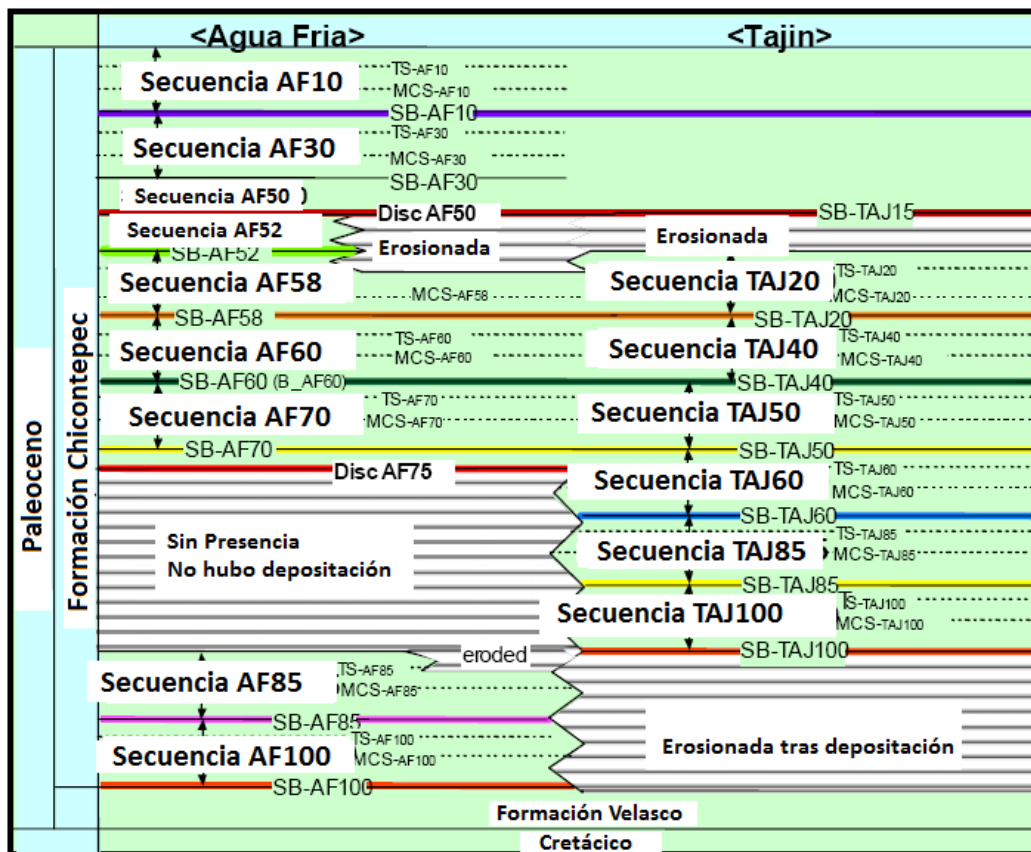 <Agua Fria>
<Tajin>
Paleoceno
Formación Chicontepec
Secuencia AF10
TS-AF10
MCS-AF10
SB-AF10
Secuencia AF30
TS-AF30
MCS-AF30
SB-AF30
Secuencia AF50
Disc AF50
SB-TAJ15
Secuencia AF52
Erosionada
Erosionada
SB-AF52
Secuencia AF58
MCS-AF58
Secuencia TAJ20
TS-TAJ20
MCS-TAJ20
SB-AF58
SB-TAJ20
Secuencia AF60
TS-AF60
MCS-AF60
Secuencia TAJ40
TS-TAJ40
MCS-TAJ40
SB-AF60 (B_AF60)
SB-TAJ40
Secuencia AF70
TS-AF70
MCS-AF70
Secuencia TAJ50
TS-TAJ50
MCS-TAJ50
SB-AF70
SB-TAJ50
Disc AF75
Secuencia TAJ60
TS-TAJ60
MCS-TAJ60
SB-TAJ60
Sin Presencia
No hubo depositación
Secuencia TAJ85
TS-TAJ85
MCS-TAJ85
SB-TAJ85
Secuencia TAJ100
TS-TAJ100
MCS-TAJ100
SB-TAJ100
eroded
Secuencia AF85
TS-AF85
MCS-AF85
SB-AF85
Secuencia AF100
TS-AF100
MCS-AF100
Erosionada tras depositación
SB-AF100
Formación Velasco
Cretácico